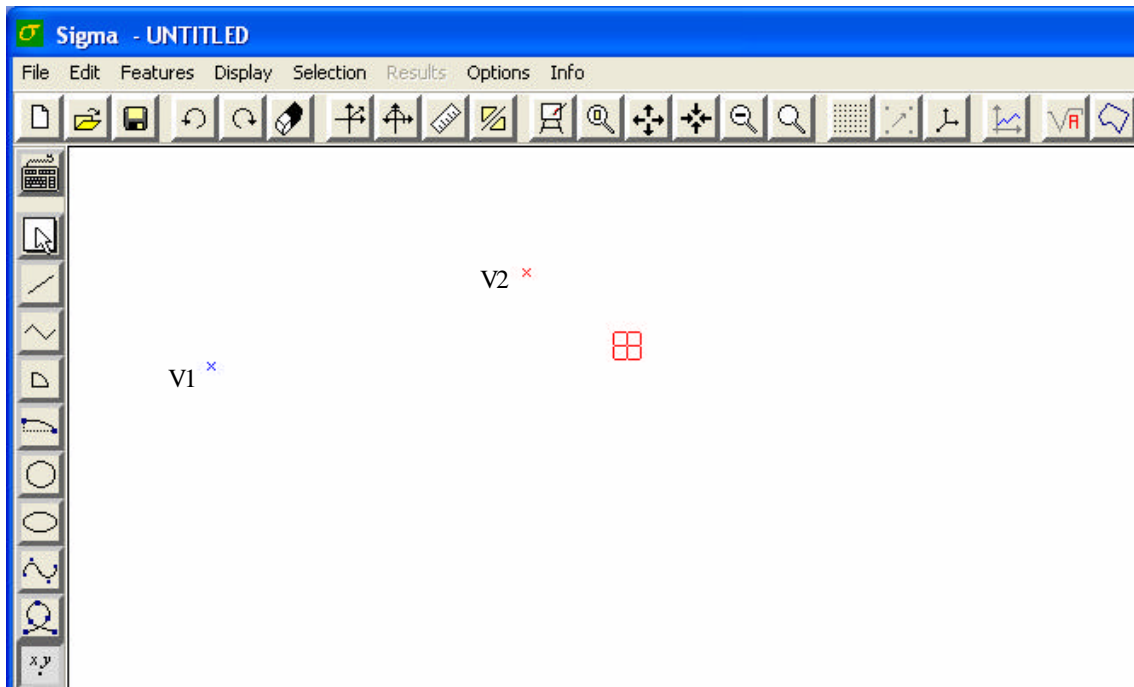 σ Sigma - UNTITLED
File Edit Features Display Selection Results Options Info
A
V2
V1
x,y